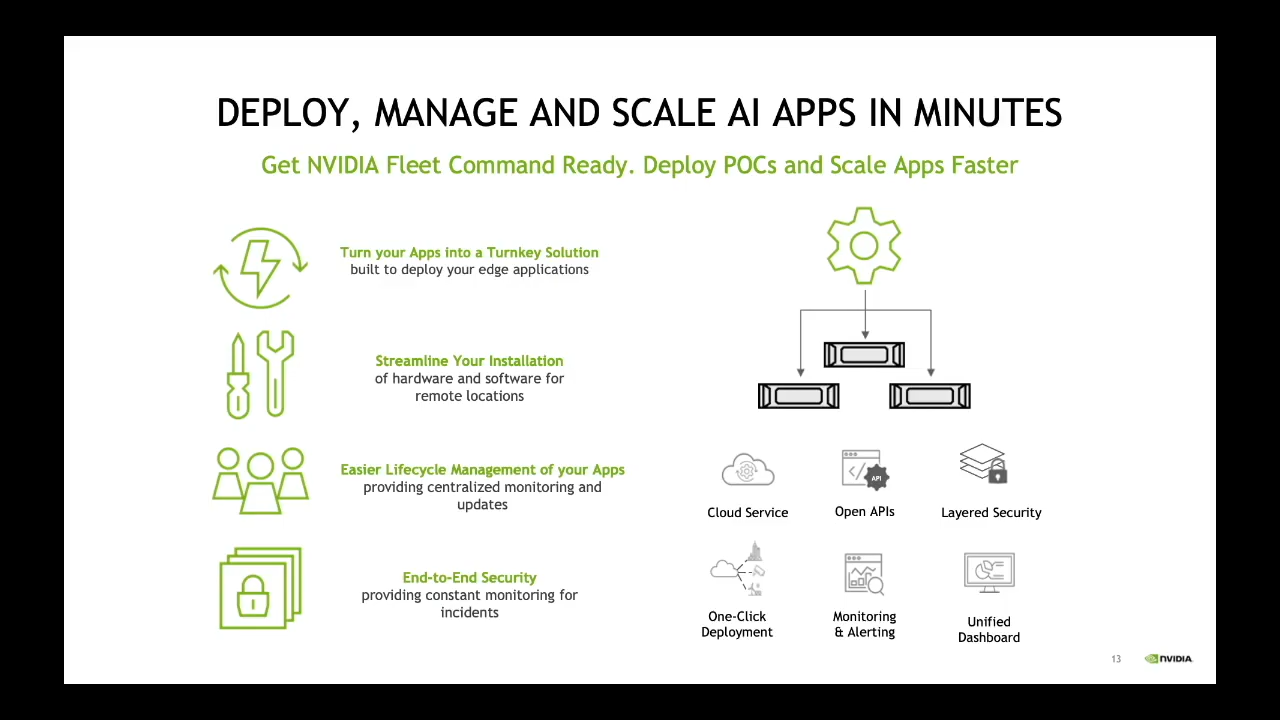 DEPLOY, MANAGE AND SCALE AI APPS IN MINUTES
Get NVIDIA Fleet Command Ready. Deploy POCs and Scale Apps Faster
Turn your Apps into a Turnkey Solution
built to deploy your edge applications
Streamline Your Installation
of hardware and software for
remote locations
Easier Lifecycle Management of your Apps
providing centralized monitoring and
updates
End-to-End Security
providing constant monitoring for
incidents
</>
API
Cloud Service
Open APIs
Layered Security
One-Click
Deployment
Monitoring
& Alerting
Unified
Dashboard
13
NVIDIA.